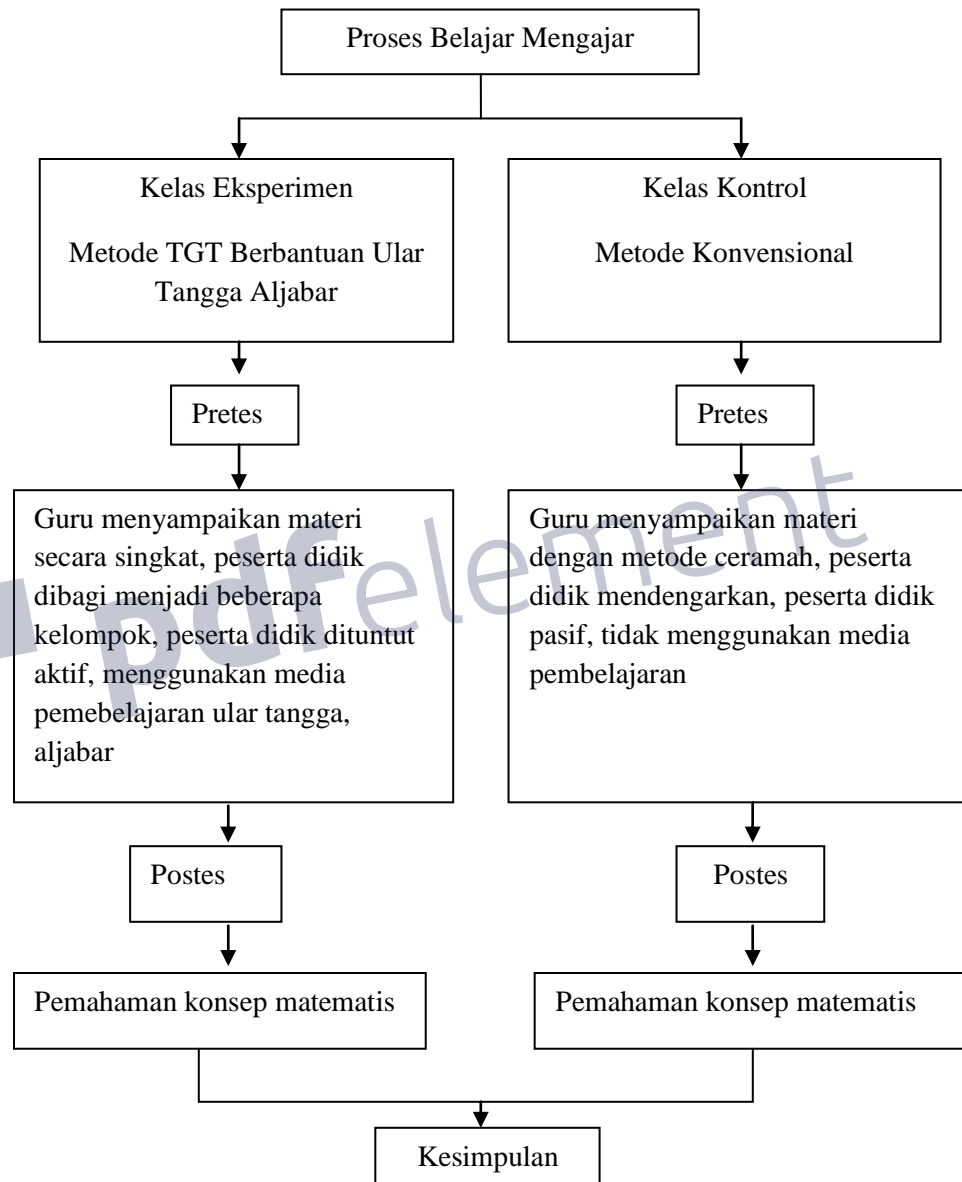 Proses Belajar Mengajar
Kelas Eksperimen
Metode TGT Berbantuan Ular
Tangga Aljabar
Kelas Kontrol
Metode Konvensional
Pretes
Pretes
Guru menyampaikan materi
secara singkat, peserta didik
dibagi menjadi beberapa
kelompok, peserta didik dituntut
aktif, menggunakan media
pemebelajaran ular tangga,
aljabar
Guru menyampaikan materi
dengan metode ceramah, peserta
didik mendengarkan, peserta didik
pasif, tidak menggunakan media
pembelajaran
pdfelement
Postes
Postes
Pemahaman konsep matematis
Pemahaman konsep matematis
Kesimpulan